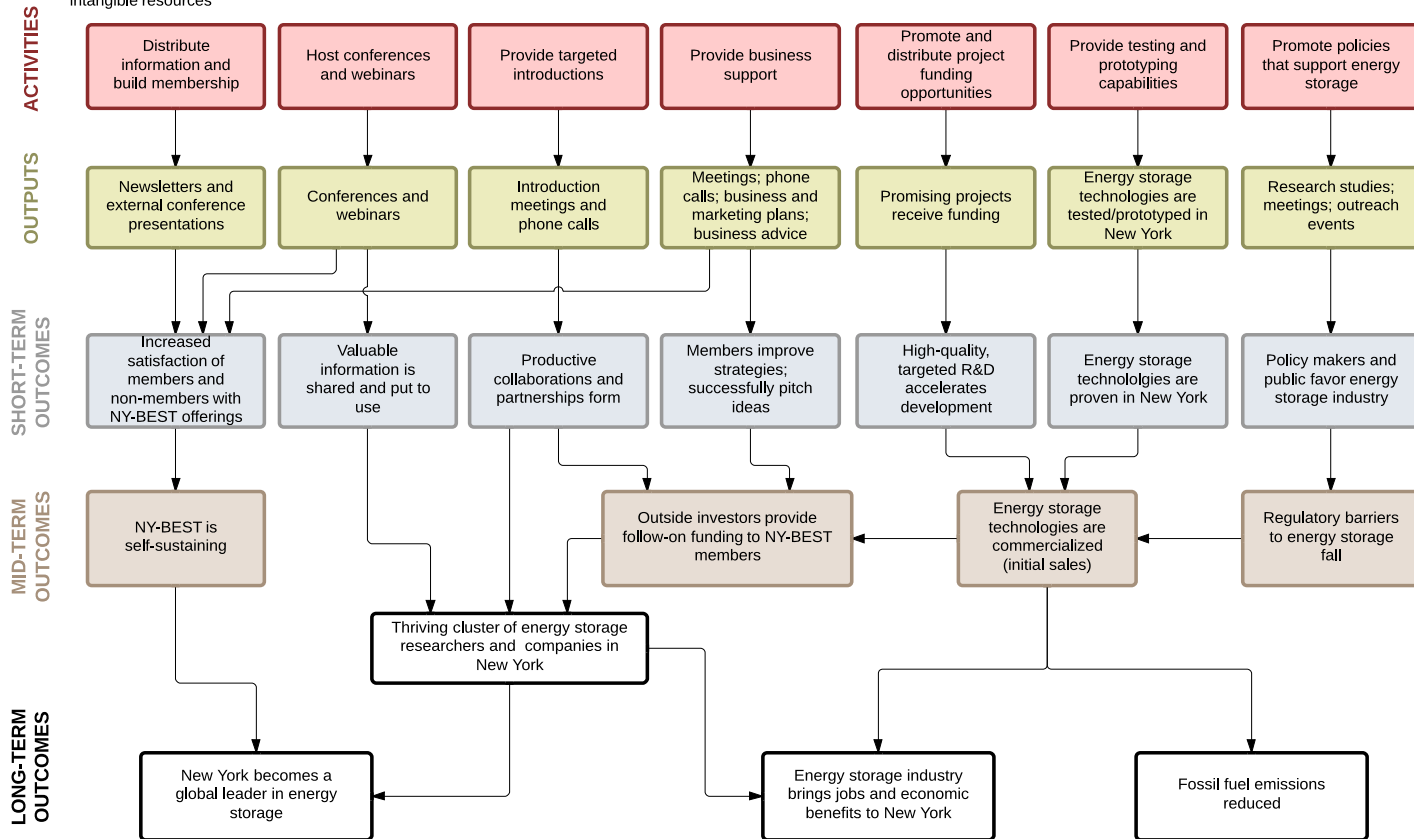 intangible resources
ACTIVITIES
Distribute
information and
build membership
Host conferences
and webinars
Provide targeted
introductions
Provide business
support
Promote and
distribute project
funding
opportunities
Provide testing and
prototyping
capabilities
Promote policies
that support energy
storage
OUTPUTS
Newsletters and
external conference
presentations
Conferences and
webinars
Introduction
meetings and
phone calls
Meetings; phone
calls; business and
marketing plans;
business advice
Promising projects
receive funding
Energy storage
technologies are
tested/prototyped in
New York
Research studies;
meetings; outreach
events
SHORT-TERM
OUTCOMES
Increased
satisfaction of
members and
non-members with
NY-BEST offerings
Valuable
information is
shared and put to
use
Productive
collaborations and
partnerships form
Members improve
strategies;
successfully pitch
ideas
High-quality,
targeted R&D
accelerates
development
Energy storage
technololgies are
proven in New York
Policy makers and
public favor energy
storage industry
MID-TERM
OUTCOMES
NY-BEST is
self-sustaining
Outside investors provide
follow-on funding to NY-BEST
members
Energy storage
technologies are
commercialized
(initial sales)
Regulatory barriers
to energy storage
fall
Thriving cluster of energy storage
researchers and companies in
New York
LONG-TERM
OUTCOMES
New York becomes a
global leader in energy
storage
Energy storage industry
brings jobs and economic
benefits to New York
Fossil fuel emissions
reduced